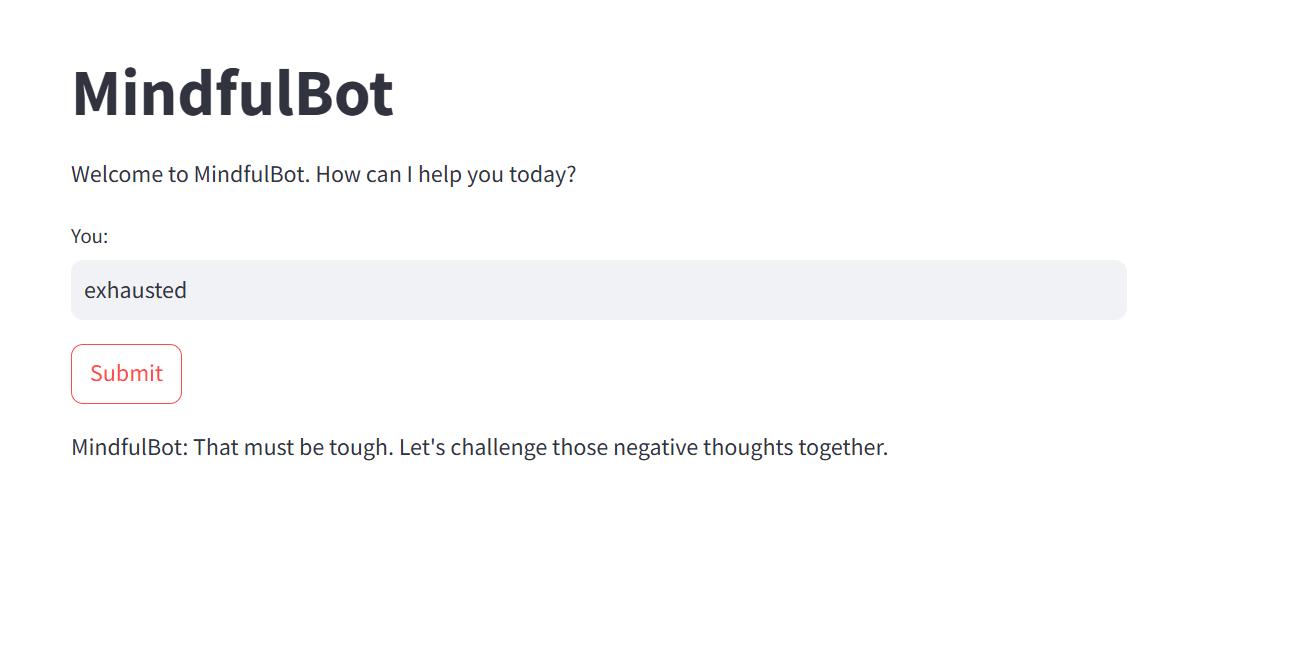 MindfulBot
Welcome to MindfulBot. How can I help you today?
You:
exhausted
Submit
MindfulBot: That must be tough. Let's challenge those negative thoughts together.